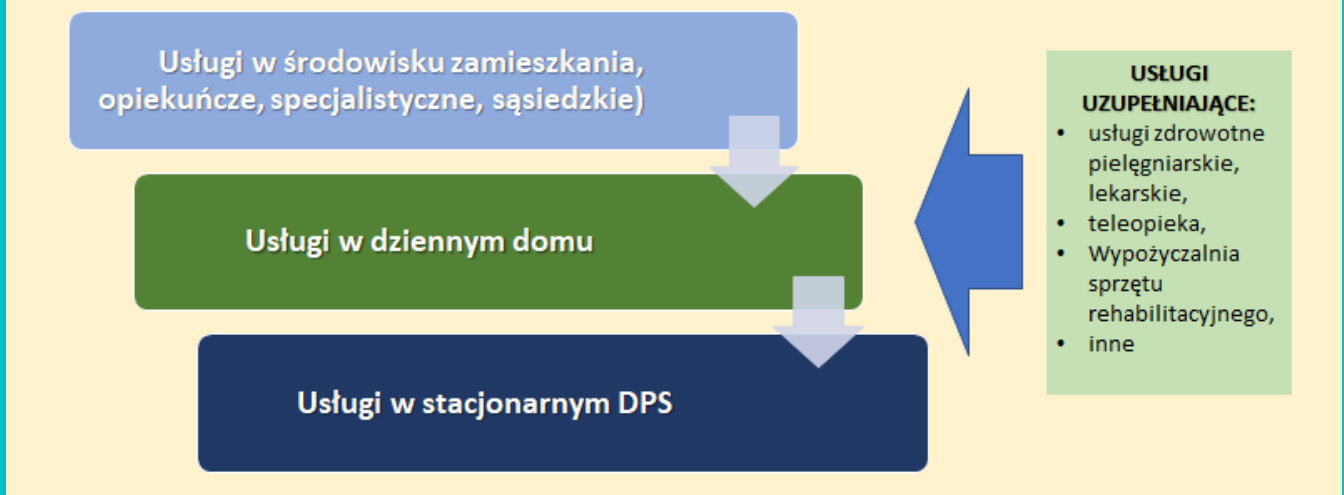 Usługi w środowisku zamieszkania,
opiekuńcze, specjalistyczne, sąsiedzkie)
Usługi w dziennym domu
Usługi w stacjonarnym DPS
USŁUGI
UZUPEŁNIAJĄCE:
• usługi zdrowotne
pielęgniarskie,
lekarskie,
• teleopieka,
• Wypożyczalnia
sprzętu
rehabilitacyjnego,
• inne